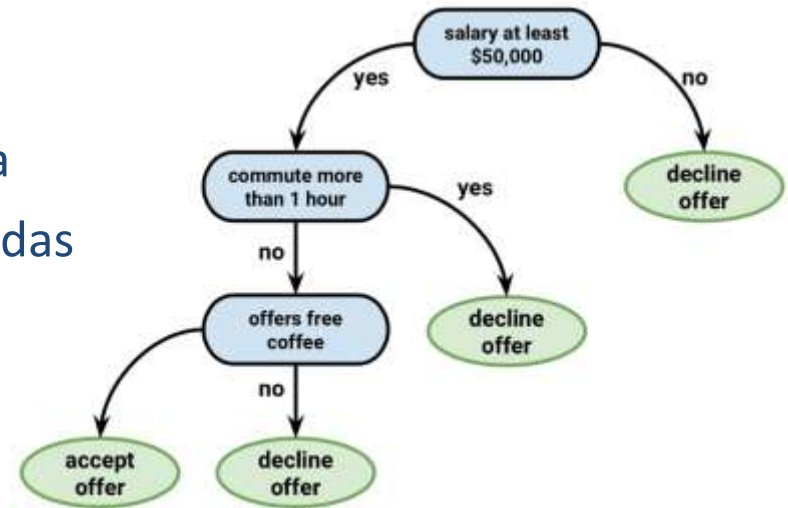 salary at least
$50,000
yes
no
a
commute more
than 1 hour
yes
decline
offer
das
no
offers free
coffee
decline
offer
no
accept
offer
decline
offer